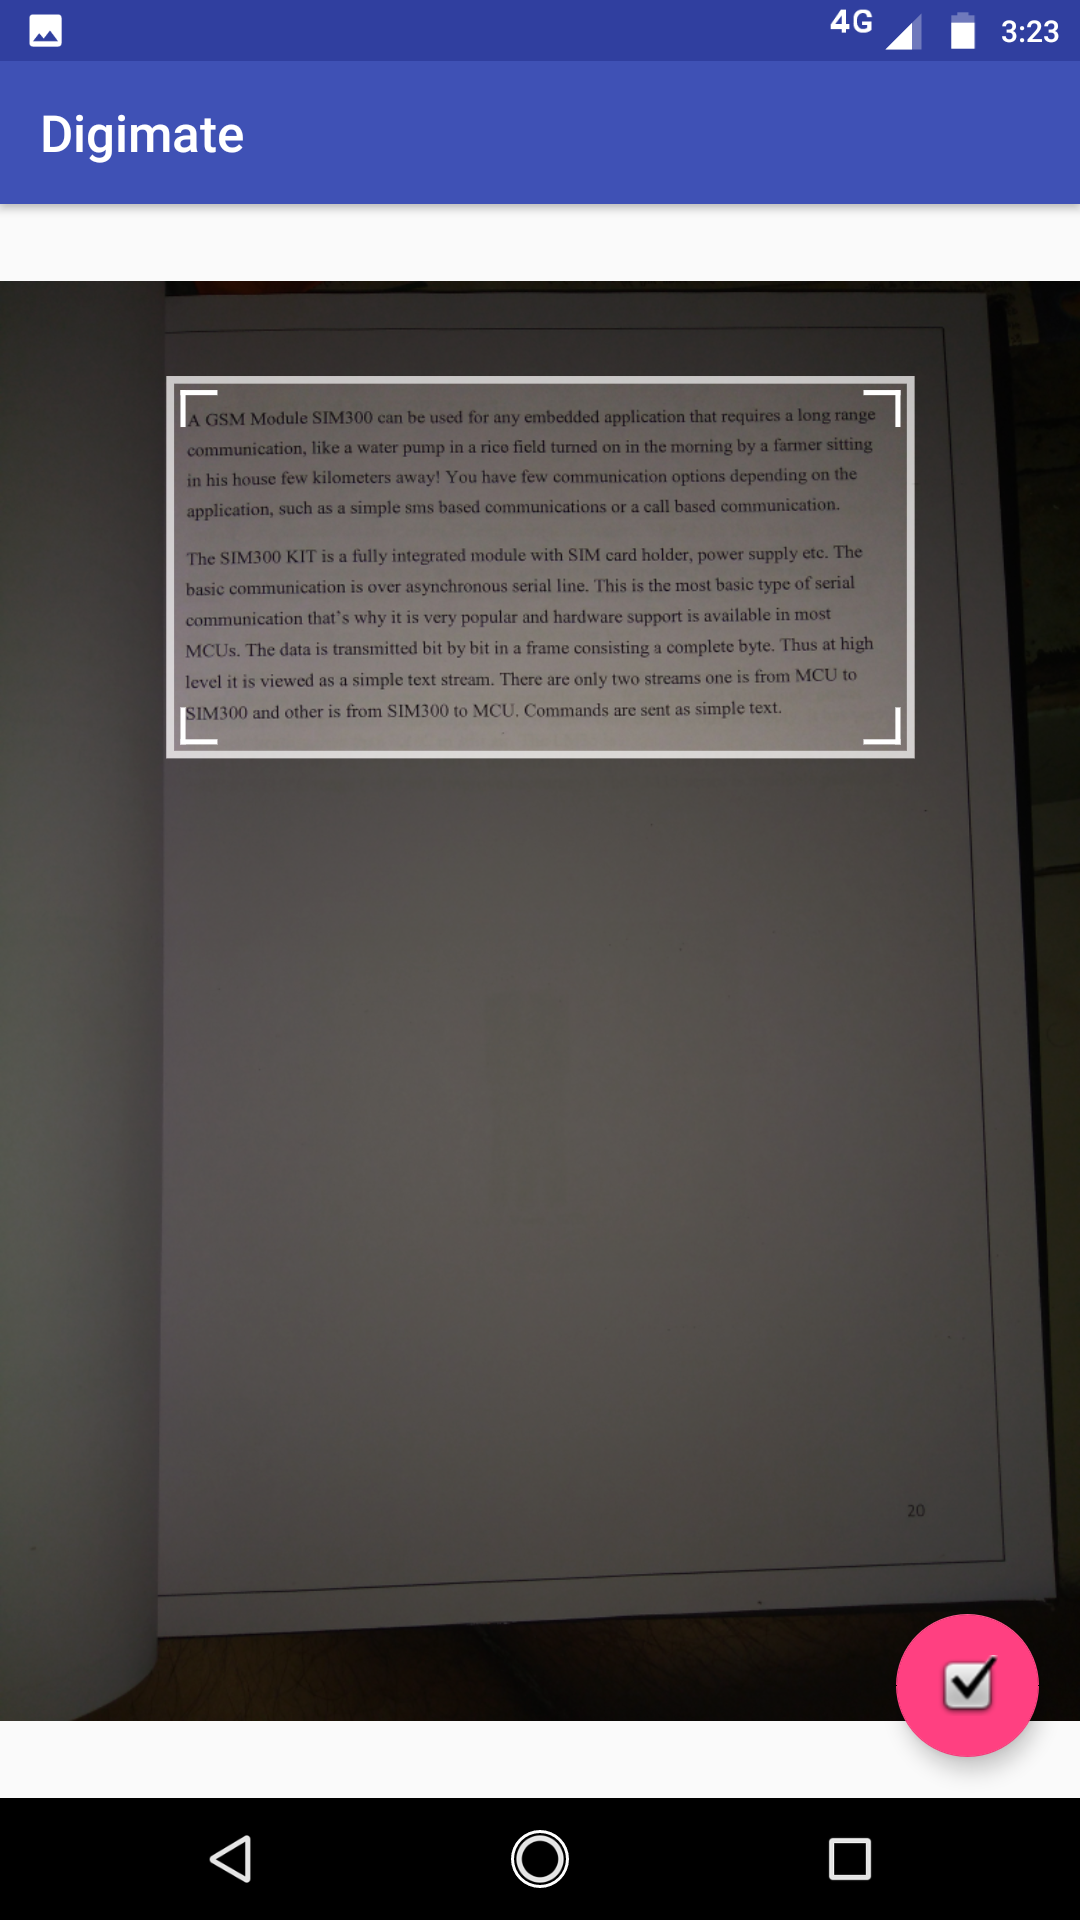 4G 3:23
Digimate
A GSM Module SIM300 can be used for any embedded application that requires a long range
communication, like a water pump in a rice field turned on in the morning by a farmer sitting
in his house few kilometers away! You have few communication options depending on the
application, such as a simple sms based communications or a call based communication.
The SIM300 KIT is a fully integrated module with SIM card holder, power supply etc. The
basic communication is over asynchronous serial line. This is the most basic type of serial
communication that's why it is very popular and hardware support is available in most
MCUs. The data is transmitted bit by bit in a frame consisting a complete byte. Thus at high
level it is viewed as a simple text stream. There are only two streams one is from MCU to
SIM300 and other is from SIM300 to MCU. Commands are sent as simple text.
20